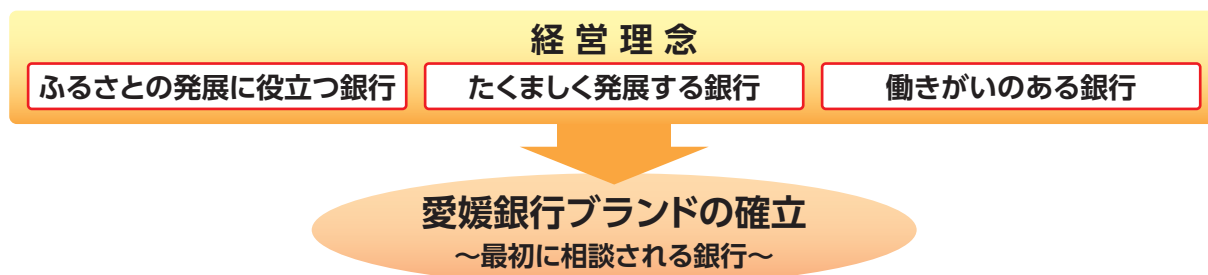 経営理念
ふるさとの発展に役立つ銀行
たくましく発展する銀行
働きがいのある銀行
愛媛銀行ブランドの確立
～最初に相談される銀行～